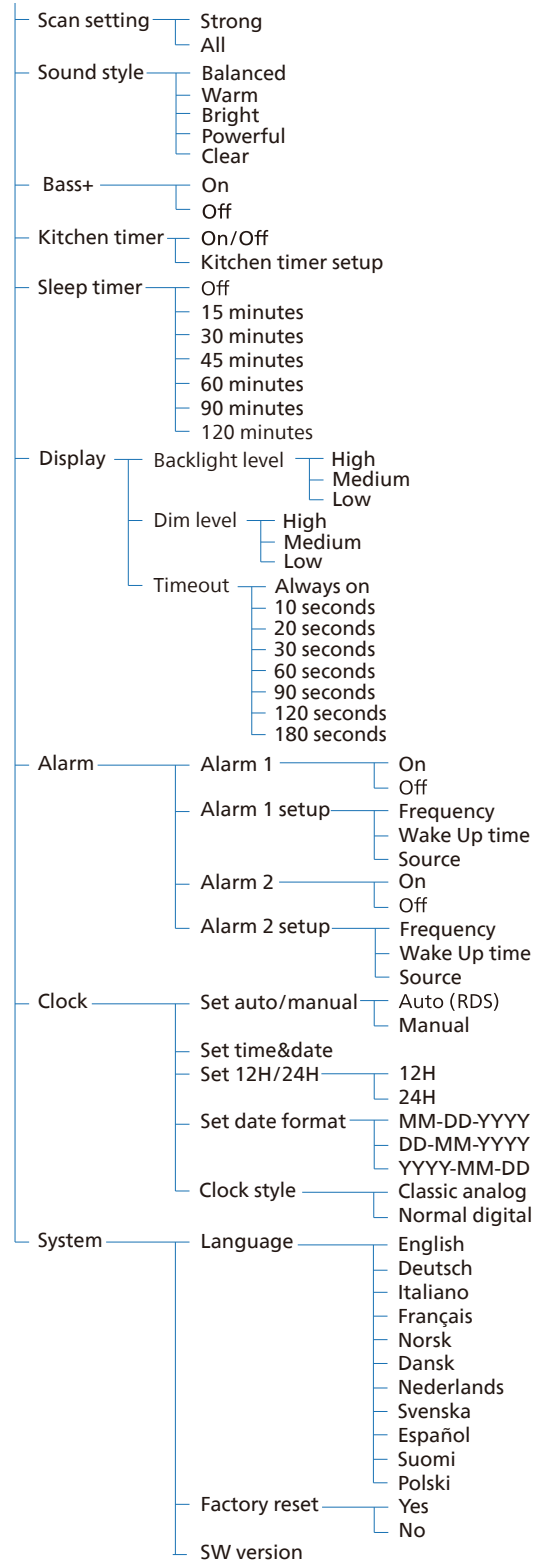 Scan setting Strong
All
Sound style Balanced
Warm
Bright
Powerful
Clear
Bass+ On
Off
Kitchen timer On/Off
Kitchen timer setup
Sleep timer Off
15 minutes
30 minutes
45 minutes
60 minutes
90 minutes
120 minutes
Display Backlight level High
Medium
Low
Dim level High
Medium
Low
Timeout Always on
10 seconds
20 seconds
30 seconds
60 seconds
90 seconds
120 seconds
180 seconds
Alarm Alarm 1 On
Off
Alarm 1 setup Frequency
Wake Up time
Source
Alarm 2 On
Off
Alarm 2 setup Frequency
Wake Up time
Source
Clock Set auto/manual Auto (RDS)
Manual
Set time&date
Set 12H/24H 12H
24H
Set date format MM-DD-YYYY
DD-MM-YYYY
YYYY-MM-DD
Clock style Classic analog
Normal digital
System Language English
Deutsch
Italiano
Français
Norsk
Dansk
Nederlands
Svenska
Español
Suomi
Polski
Factory reset Yes
No
SW version